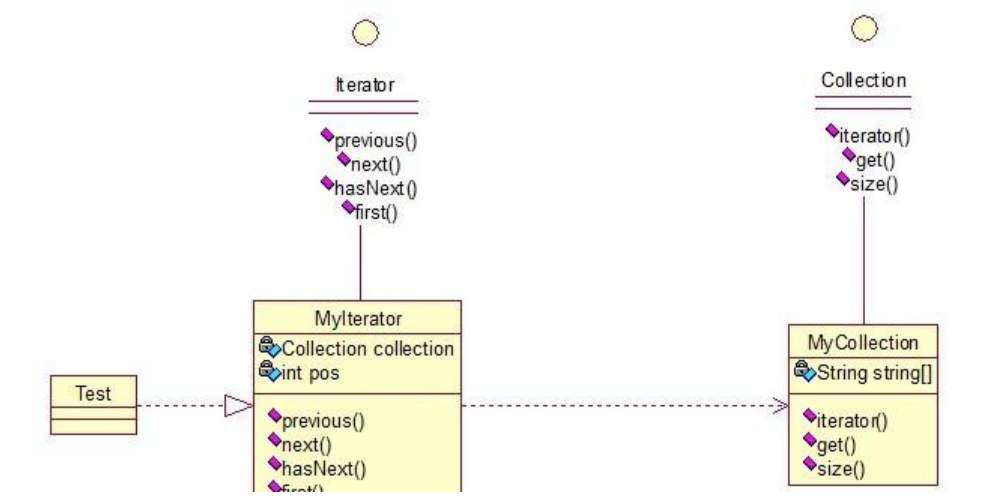 Iterator
previous()
next()
hasNext()
first()
Collection
iterator()
get()
size()
Test
MyIterator
Collection collection
int pos
previous()
next()
hasNext()
first()
MyCollection
String string[]
iterator()
get()
size()